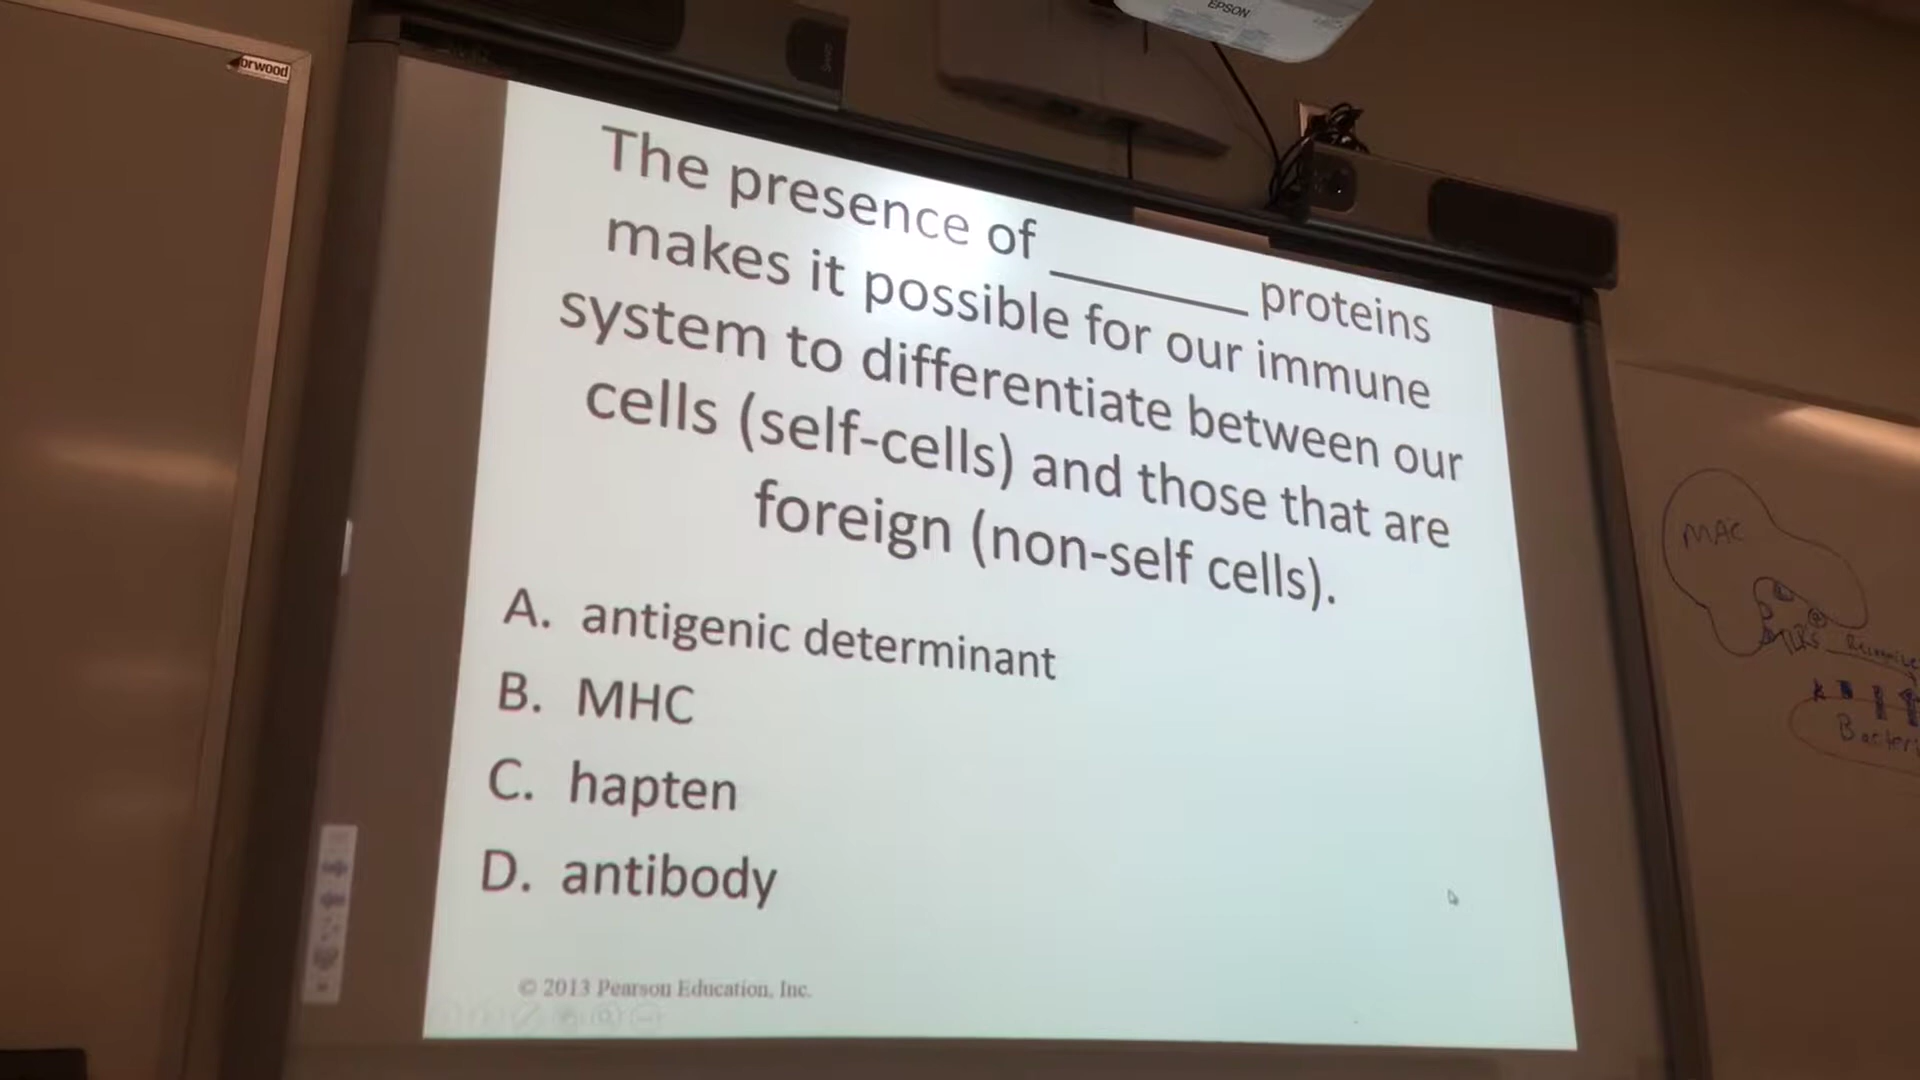 EPSON
orwood
The presence of ________ proteins
makes it possible for our immune
system to differentiate between our
cells (self-cells) and those that are
foreign (non-self cells).
A. antigenic determinant
B. MHC
C. hapten
D. antibody
© 2013 Pearson Education, Inc.
MAC